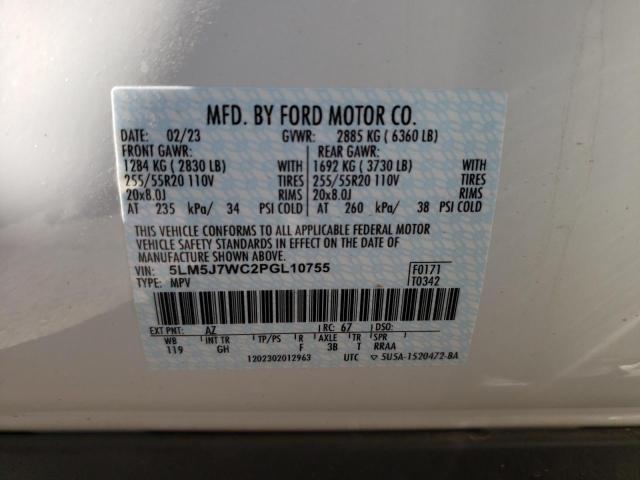 MFD. BY FORD MOTOR CO.
DATE: 02/23 GVWR: 2885 KG ( 6360 LB)
FRONT GAWR: REAR GAWR:
1284 KG ( 2830 LB) WITH 1692 KG ( 3730 LB) WITH
255/55R20 110V TIRES 255/55R20 110V TIRES
20x8.0J RIMS 20x8.0J RIMS
AT 235 kPa/ 34 PSI COLD AT 260 kPa/ 38 PSI COLD
THIS VEHICLE CONFORMS TO ALL APPLICABLE FEDERAL MOTOR
VEHICLE SAFETY STANDARDS IN EFFECT ON THE DATE OF
MANUFACTURE SHOWN ABOVE.
VIN: 5LM5J7WC2PGL10755 F0171
TYPE: MPV T0342
EXT PNT: AZ RC: 67 DSO:
WB INT TR TP/PS R AXLE TR SPR
119 GH F 3B T RRAA
1202302012963 UTC 5U5A-1520472-BA